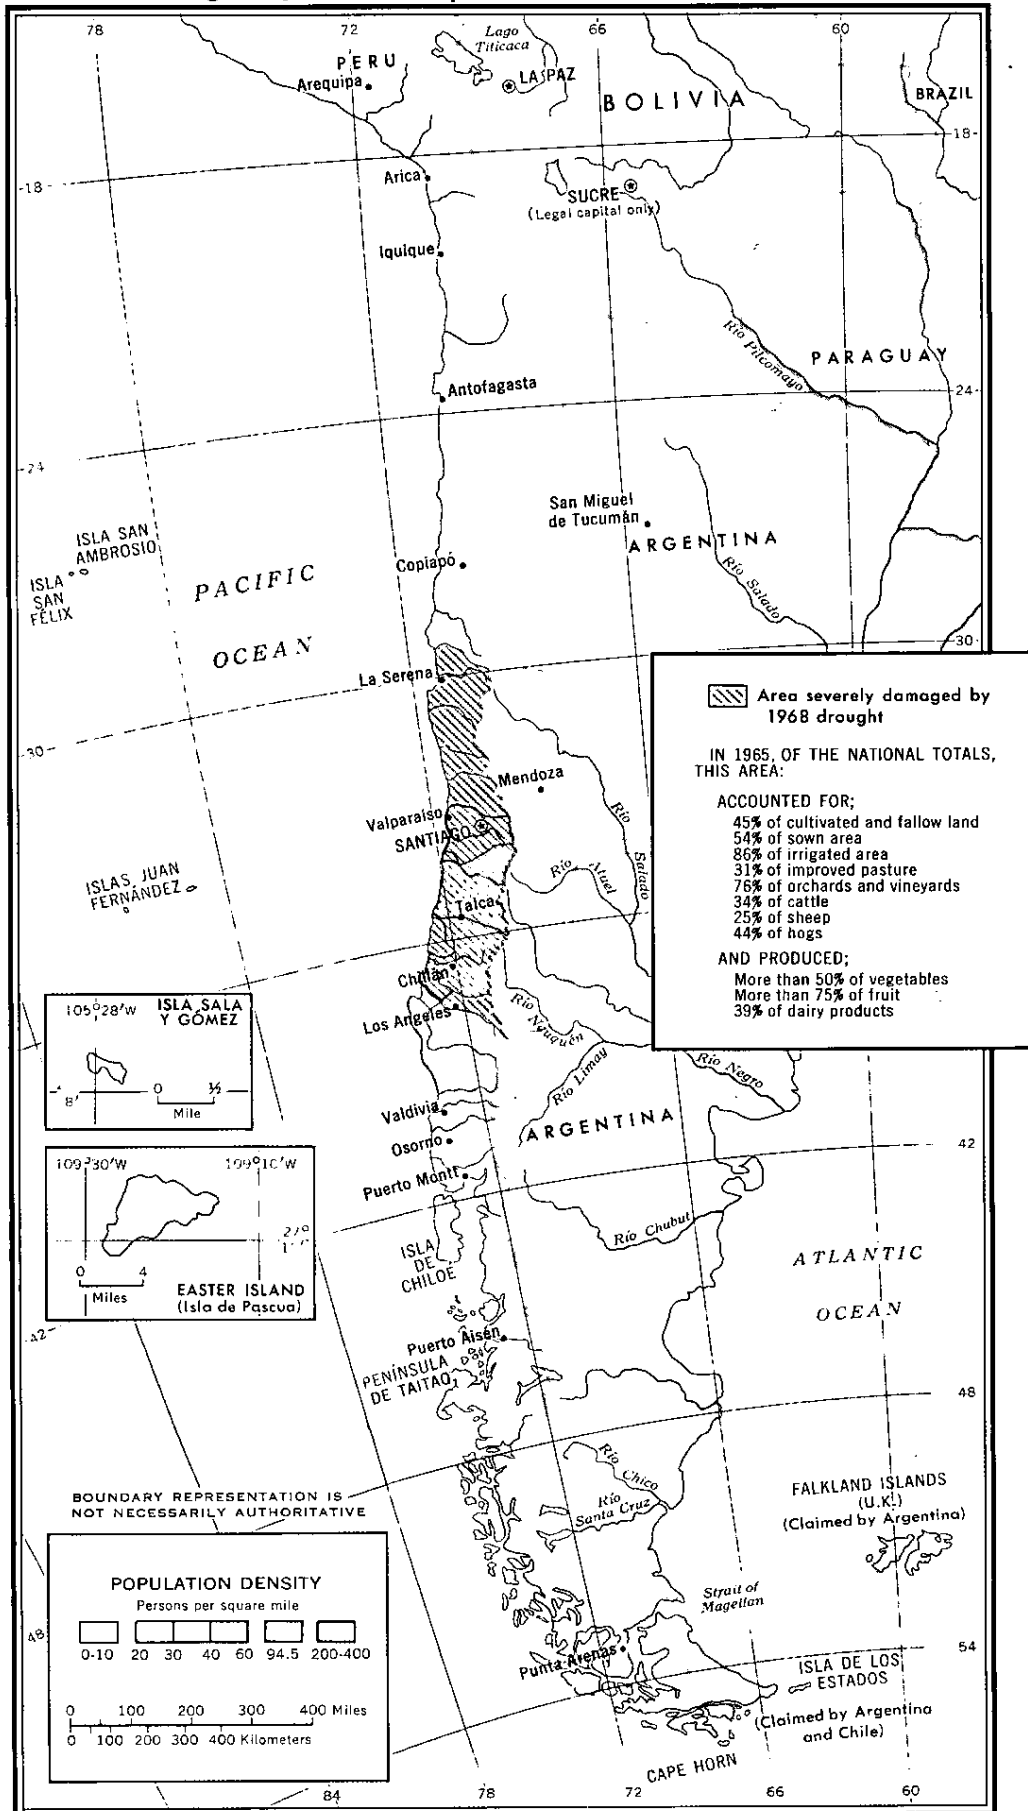 78
72
66
60
Lago
Titicaca
PERU
Arequipa
LA PAZ
BOLIVIA
BRAZIL
18
18
Arica
SUCRE
(Legal capital only)
Iquique
Río Pilcomayo
PARAGUAY
Antofagasta
24
24
San Miguel
de Tucumán
ARGENTINA
ISLA SAN
AMBROSIO
ISLA
SAN
FÉLIX
Copiapó
PACIFIC
OCEAN
Río Salado
30
La Serena
30
Area severely damaged by
1968 drought
IN 1965, OF THE NATIONAL TOTALS,
THIS AREA:
ACCOUNTED FOR;
45% of cultivated and fallow land
54% of sown area
86% of irrigated area
31% of improved pasture
76% of orchards and vineyards
34% of cattle
25% of sheep
44% of hogs
AND PRODUCED;
More than 50% of vegetables
More than 75% of fruit
39% of dairy products
Mendoza
Valparaíso
SANTIAGO
Río
Salado
Río
Atuel
ISLAS JUAN
FERNÁNDEZ
Talca
Chillán
Los Angeles
Río
Neuquén
Río Limay
Río Negro
105°28'W
ISLA SALA
Y GÓMEZ
8'
0 ½
Mile
Valdivia
Osorno
Puerto Montt
ARGENTINA
42
109°30'W
109°10'W
27°
0 4
Miles
EASTER ISLAND
(Isla de Pascua)
ISLA
DE
CHILOÉ
Río Chubut
ATLANTIC
OCEAN
42
Puerto Aisén
PENÍNSULA
DE TAITAO
48
Río Chico
Río
Santa Cruz
FALKLAND ISLANDS
(U.K.)
(Claimed by Argentina)
BOUNDARY REPRESENTATION IS
NOT NECESSARILY AUTHORITATIVE
POPULATION DENSITY
Persons per square mile
0-10 20 30 40 60 94.5 200-400
0 100 200 300 400 Miles
0 100 200 300 400 Kilometers
48
Strait of
Magellan
Punta Arenas
54
ISLA DE LOS
ESTADOS
(Claimed by Argentina
and Chile)
CAPE HORN
84
78
72
66
60